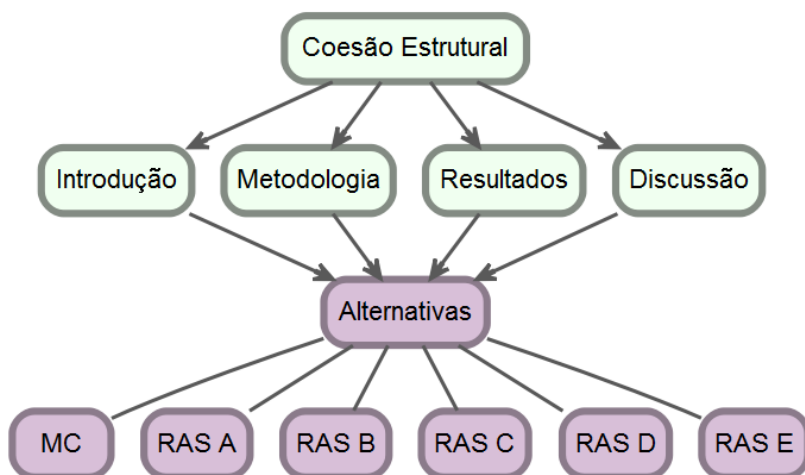 Coesão Estrutural
Introdução
Metodologia
Resultados
Discussão
Alternativas
MC
RAS A
RAS B
RAS C
RAS D
RAS E